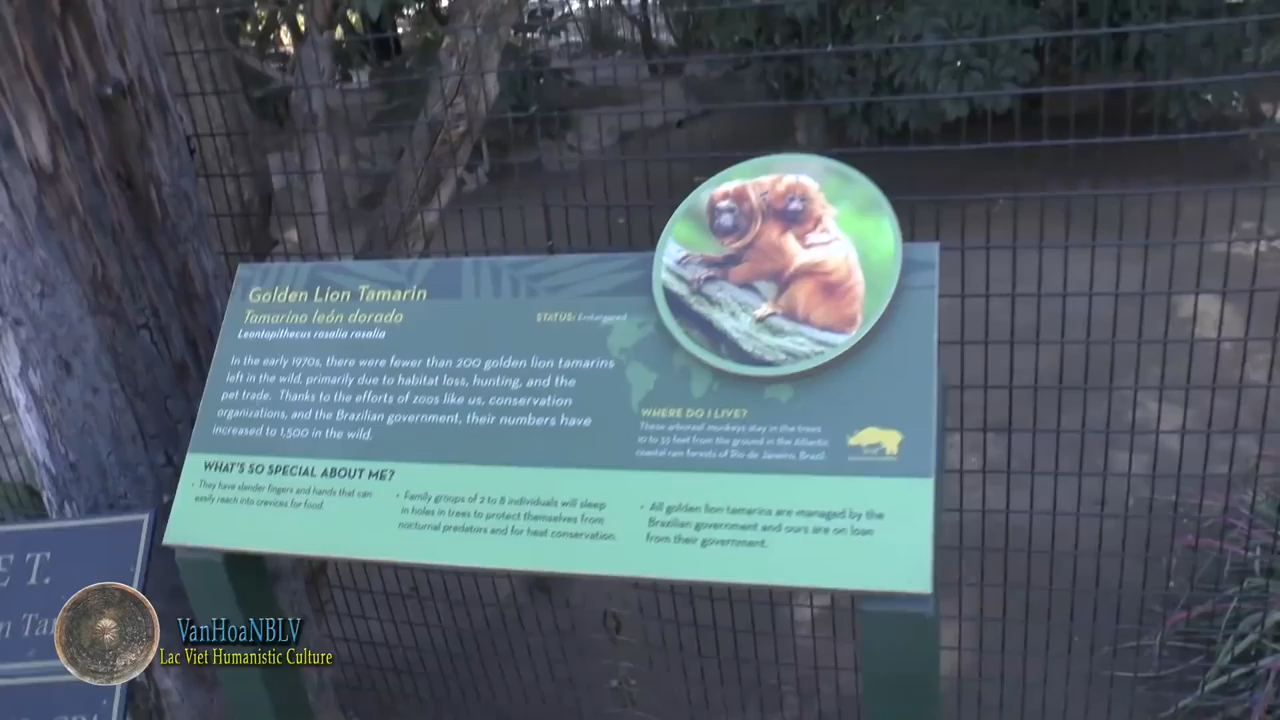 Golden Lion Tamarin
Tamarino león dorado
Leontopithecus rosalia rosalia
STATUS: Endangered
In the early 1970s, there were fewer than 200 golden lion tamarins
left in the wild, primarily due to habitat loss, hunting, and the
pet trade. Thanks to the efforts of zoos like us, conservation
organizations, and the Brazilian government, their numbers have
increased to 1,500 in the wild.
WHERE DO I LIVE?
These arboreal monkeys stay in the trees
10 to 33 feet from the ground in the Atlantic
coastal rain forests of Rio de Janeiro, Brazil.
WHAT'S SO SPECIAL ABOUT ME?
• They have slender fingers and hands that can
easily reach into crevices for food.
• Family groups of 2 to 8 individuals will sleep
in holes in trees to protect themselves from
nocturnal predators and for heat conservation.
• All golden lion tamarins are managed by the
Brazilian government and ours are on loan
from their government.
E T.
n Ta
VanHoaNBLV
Lac Viet Humanistic Culture